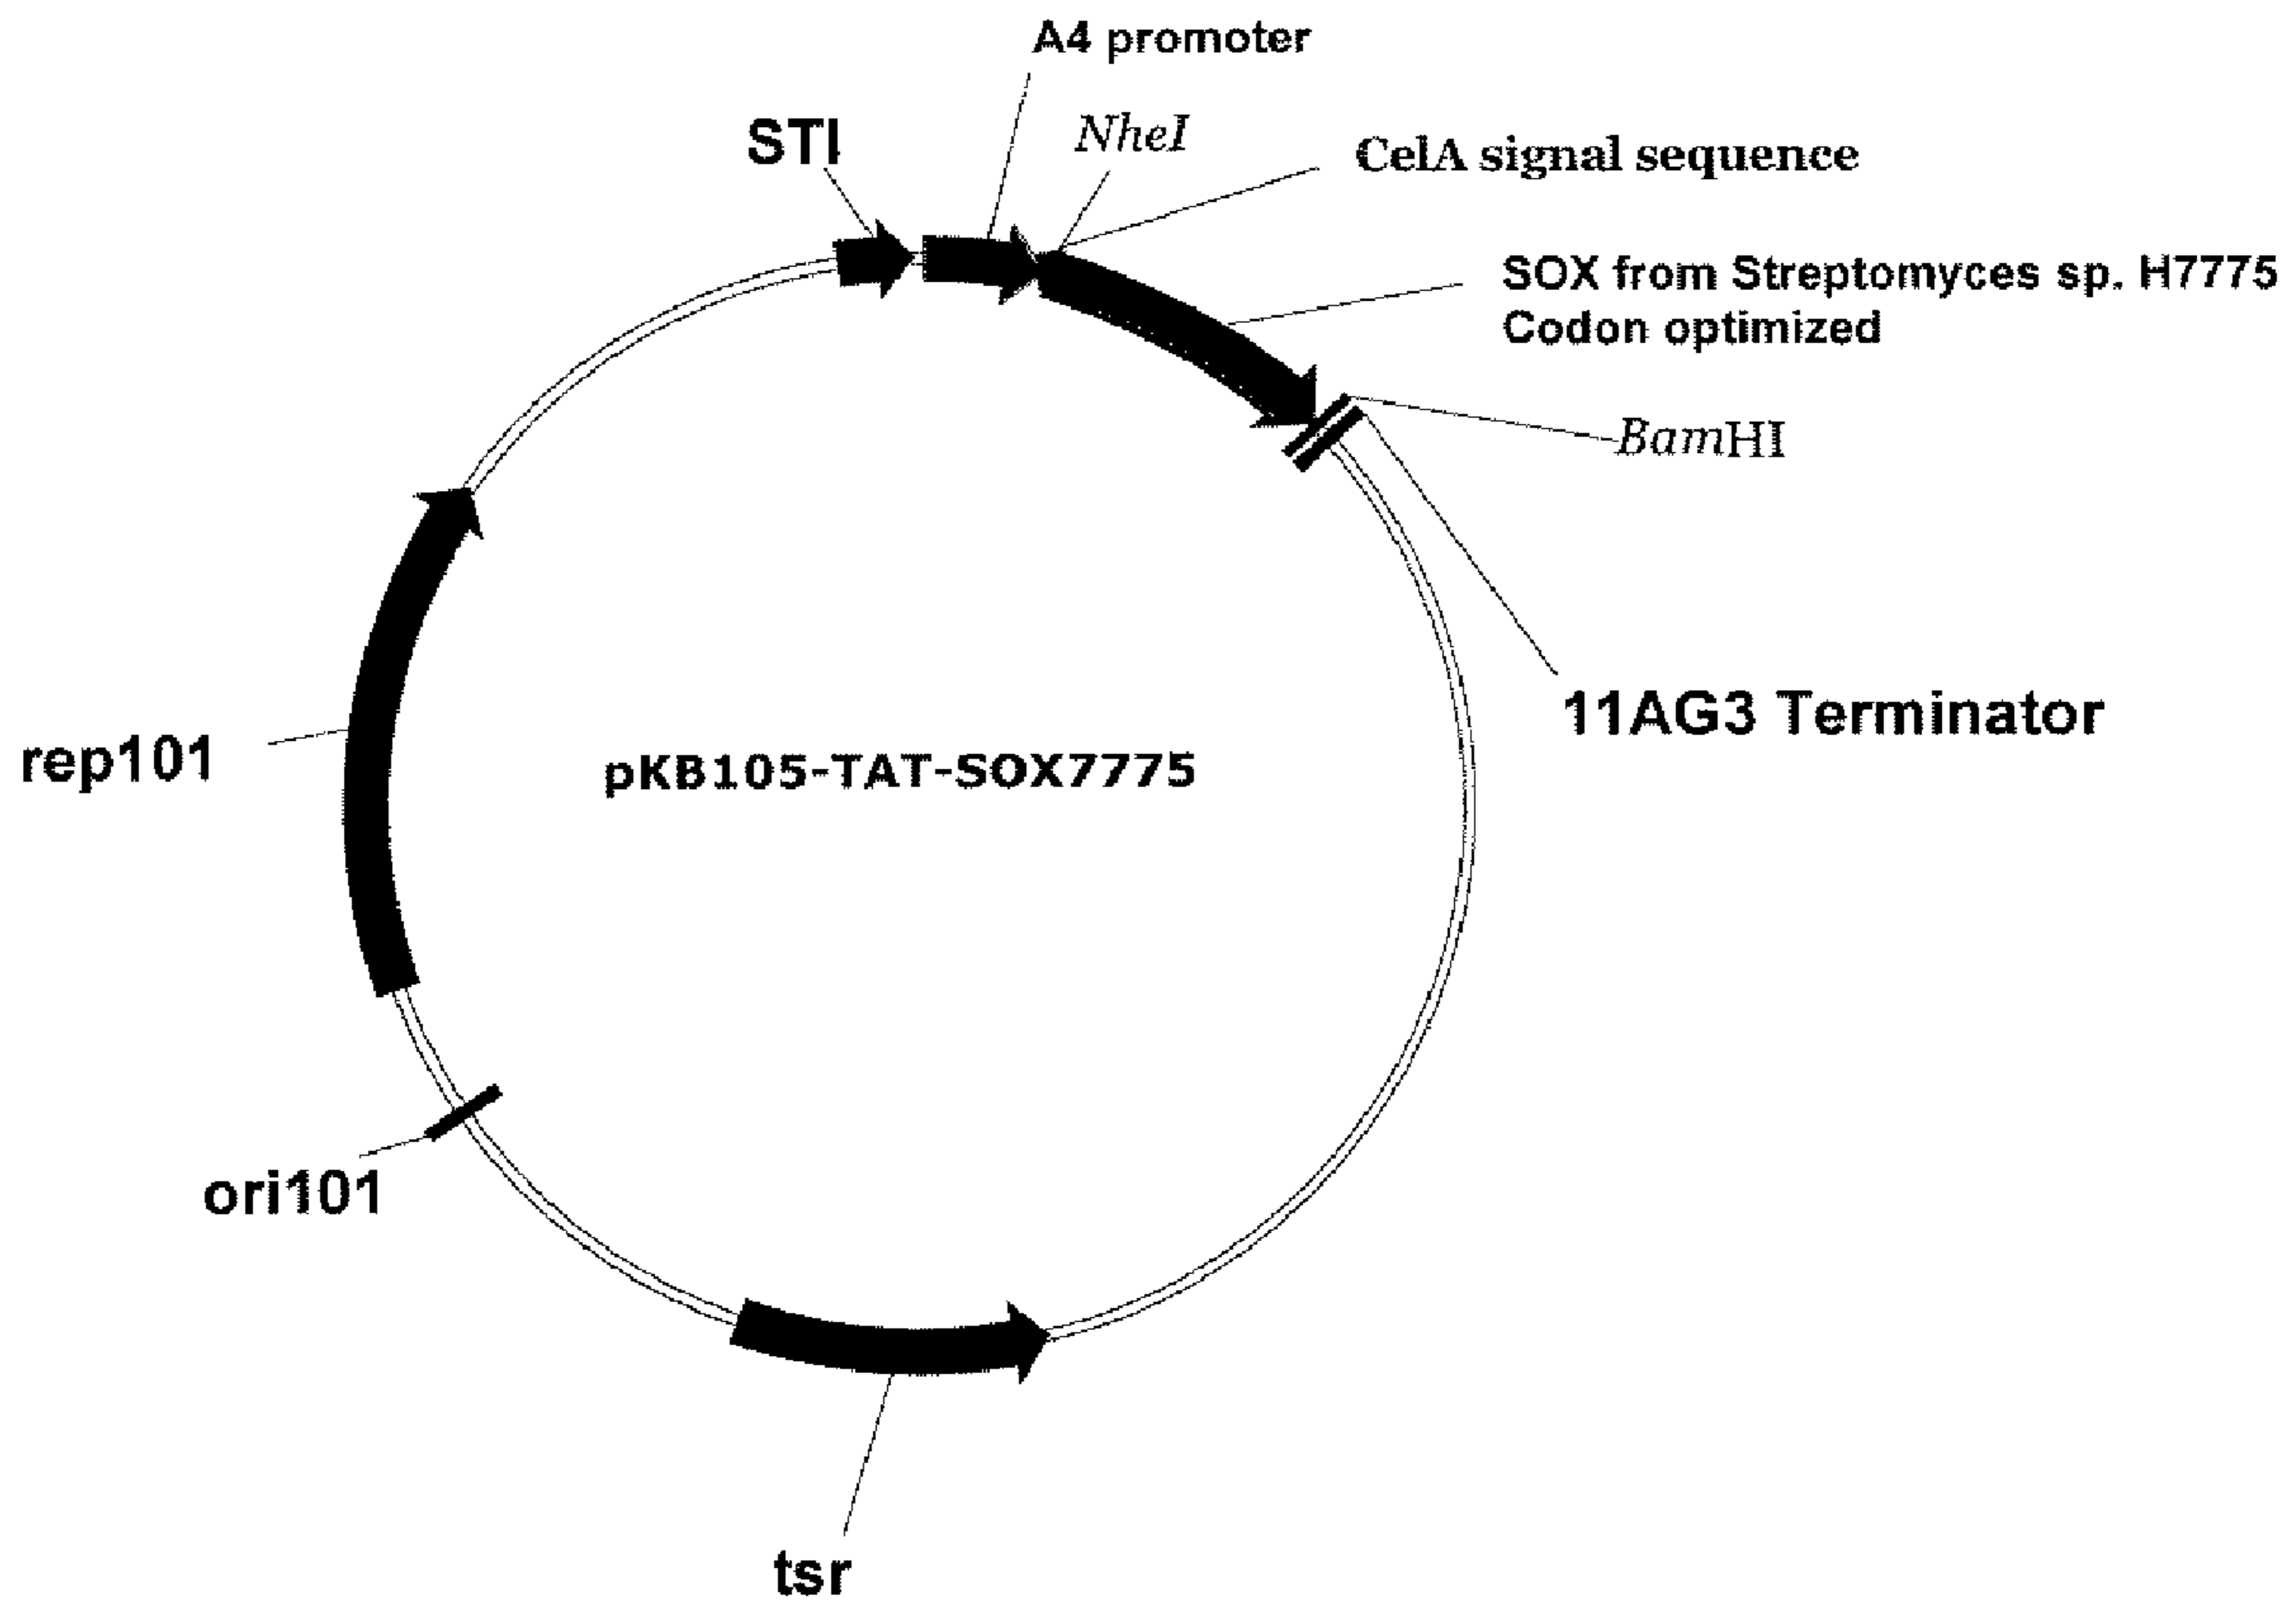 A4 promoter
STI
NheI
CelA signal sequence
SOX from Streptomyces sp. H7775
Codon optimized
BamHI
11AG3 Terminator
rep101
pKB105-TAT-SOX7775
ori101
tsr